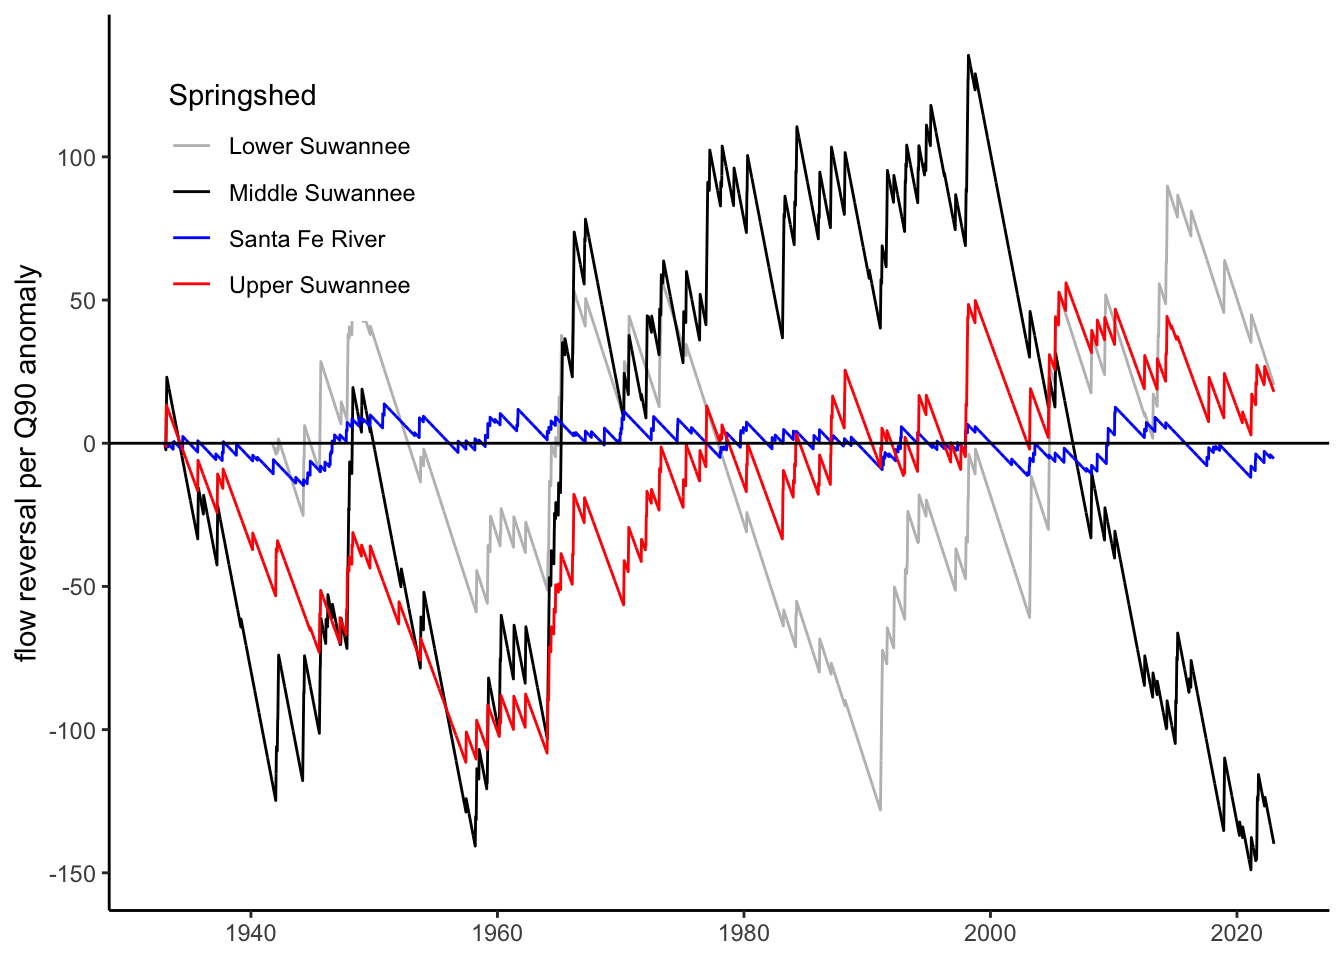 Springshed
Lower Suwannee
Middle Suwannee
Santa Fe River
Upper Suwannee
flow reversal per Q90 anomaly
100
50
0
-50
-100
-150
1940
1960
1980
2000
2020